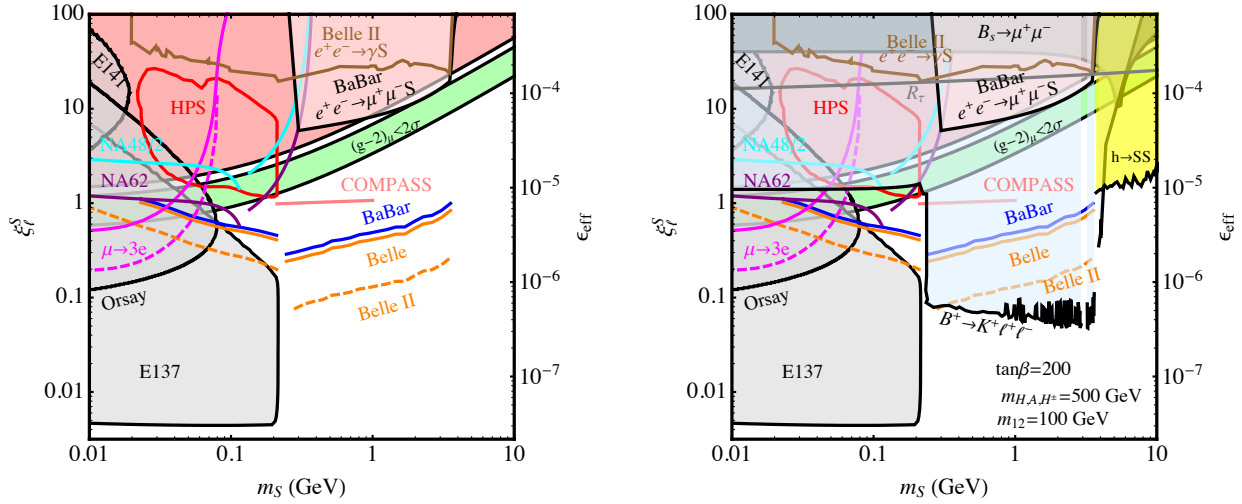 100
10
1
0.1
0.01
ξ_ℓ^S
E141
NA48/2
NA62
μ→3e
Orsay
E137
HPS
Belle II
e⁺e⁻→γS
BaBar
e⁺e⁻→μ⁺μ⁻S
(g−2)_μ<2σ
COMPASS
BaBar
Belle
Belle II
10⁻⁴
10⁻⁵
10⁻⁶
10⁻⁷
ϵ_eff
0.01 0.1 1 10
m_S (GeV)
100
10
1
0.1
0.01
ξ_ℓ^S
E141
NA48/2
NA62
μ→3e
Orsay
E137
HPS
Belle II
e⁺e⁻→γS
B_s→μ⁺μ⁻
BaBar
e⁺e⁻→μ⁺μ⁻S
R_τ
(g−2)_μ<2σ
h→SS
COMPASS
BaBar
Belle
Belle II
B⁺→K⁺ℓ⁺ℓ⁻
tanβ=200
m_{H,A,H^±}=500 GeV
m_12=100 GeV
10⁻⁴
10⁻⁵
10⁻⁶
10⁻⁷
ϵ_eff
0.01 0.1 1 10
m_S (GeV)